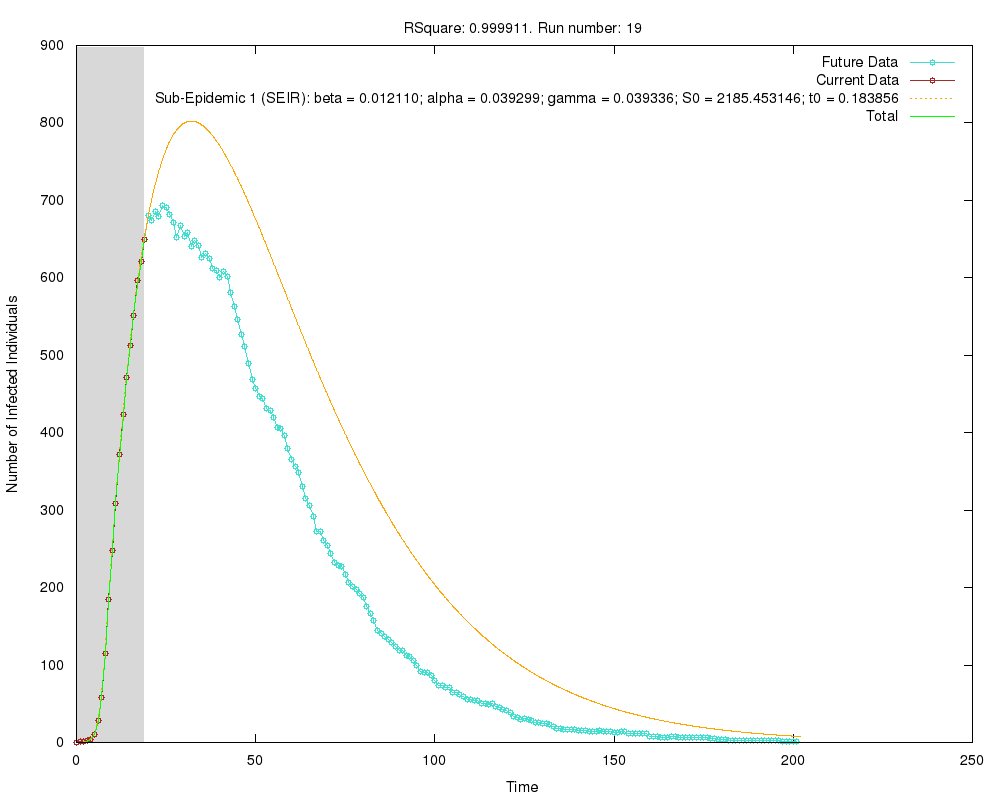 RSquare: 0.999911. Run number: 19
900
800
700
600
500
400
300
200
100
0
Number of Infected Individuals
Future Data
Current Data
Sub-Epidemic 1 (SEIR): beta = 0.012110; alpha = 0.039299; gamma = 0.039336; S0 = 2185.453146; t0 = 0.183856
Total
0 50 100 150 200 250
Time